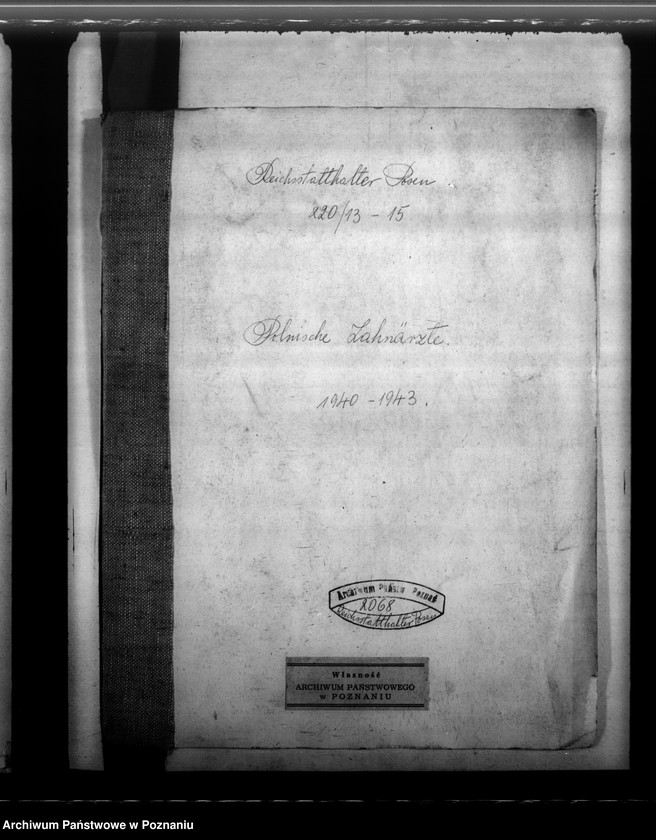 Reichsstatthalter Posen
220/13 - 15
Polnische Zahnärzte.
1940 - 1943.
Archiwum Państw Poznań
2068
Reichsstatthalter Posen
Własność
ARCHIWUM PAŃSTWOWEGO
w POZNANIU
Archiwum Państwowe w Poznaniu